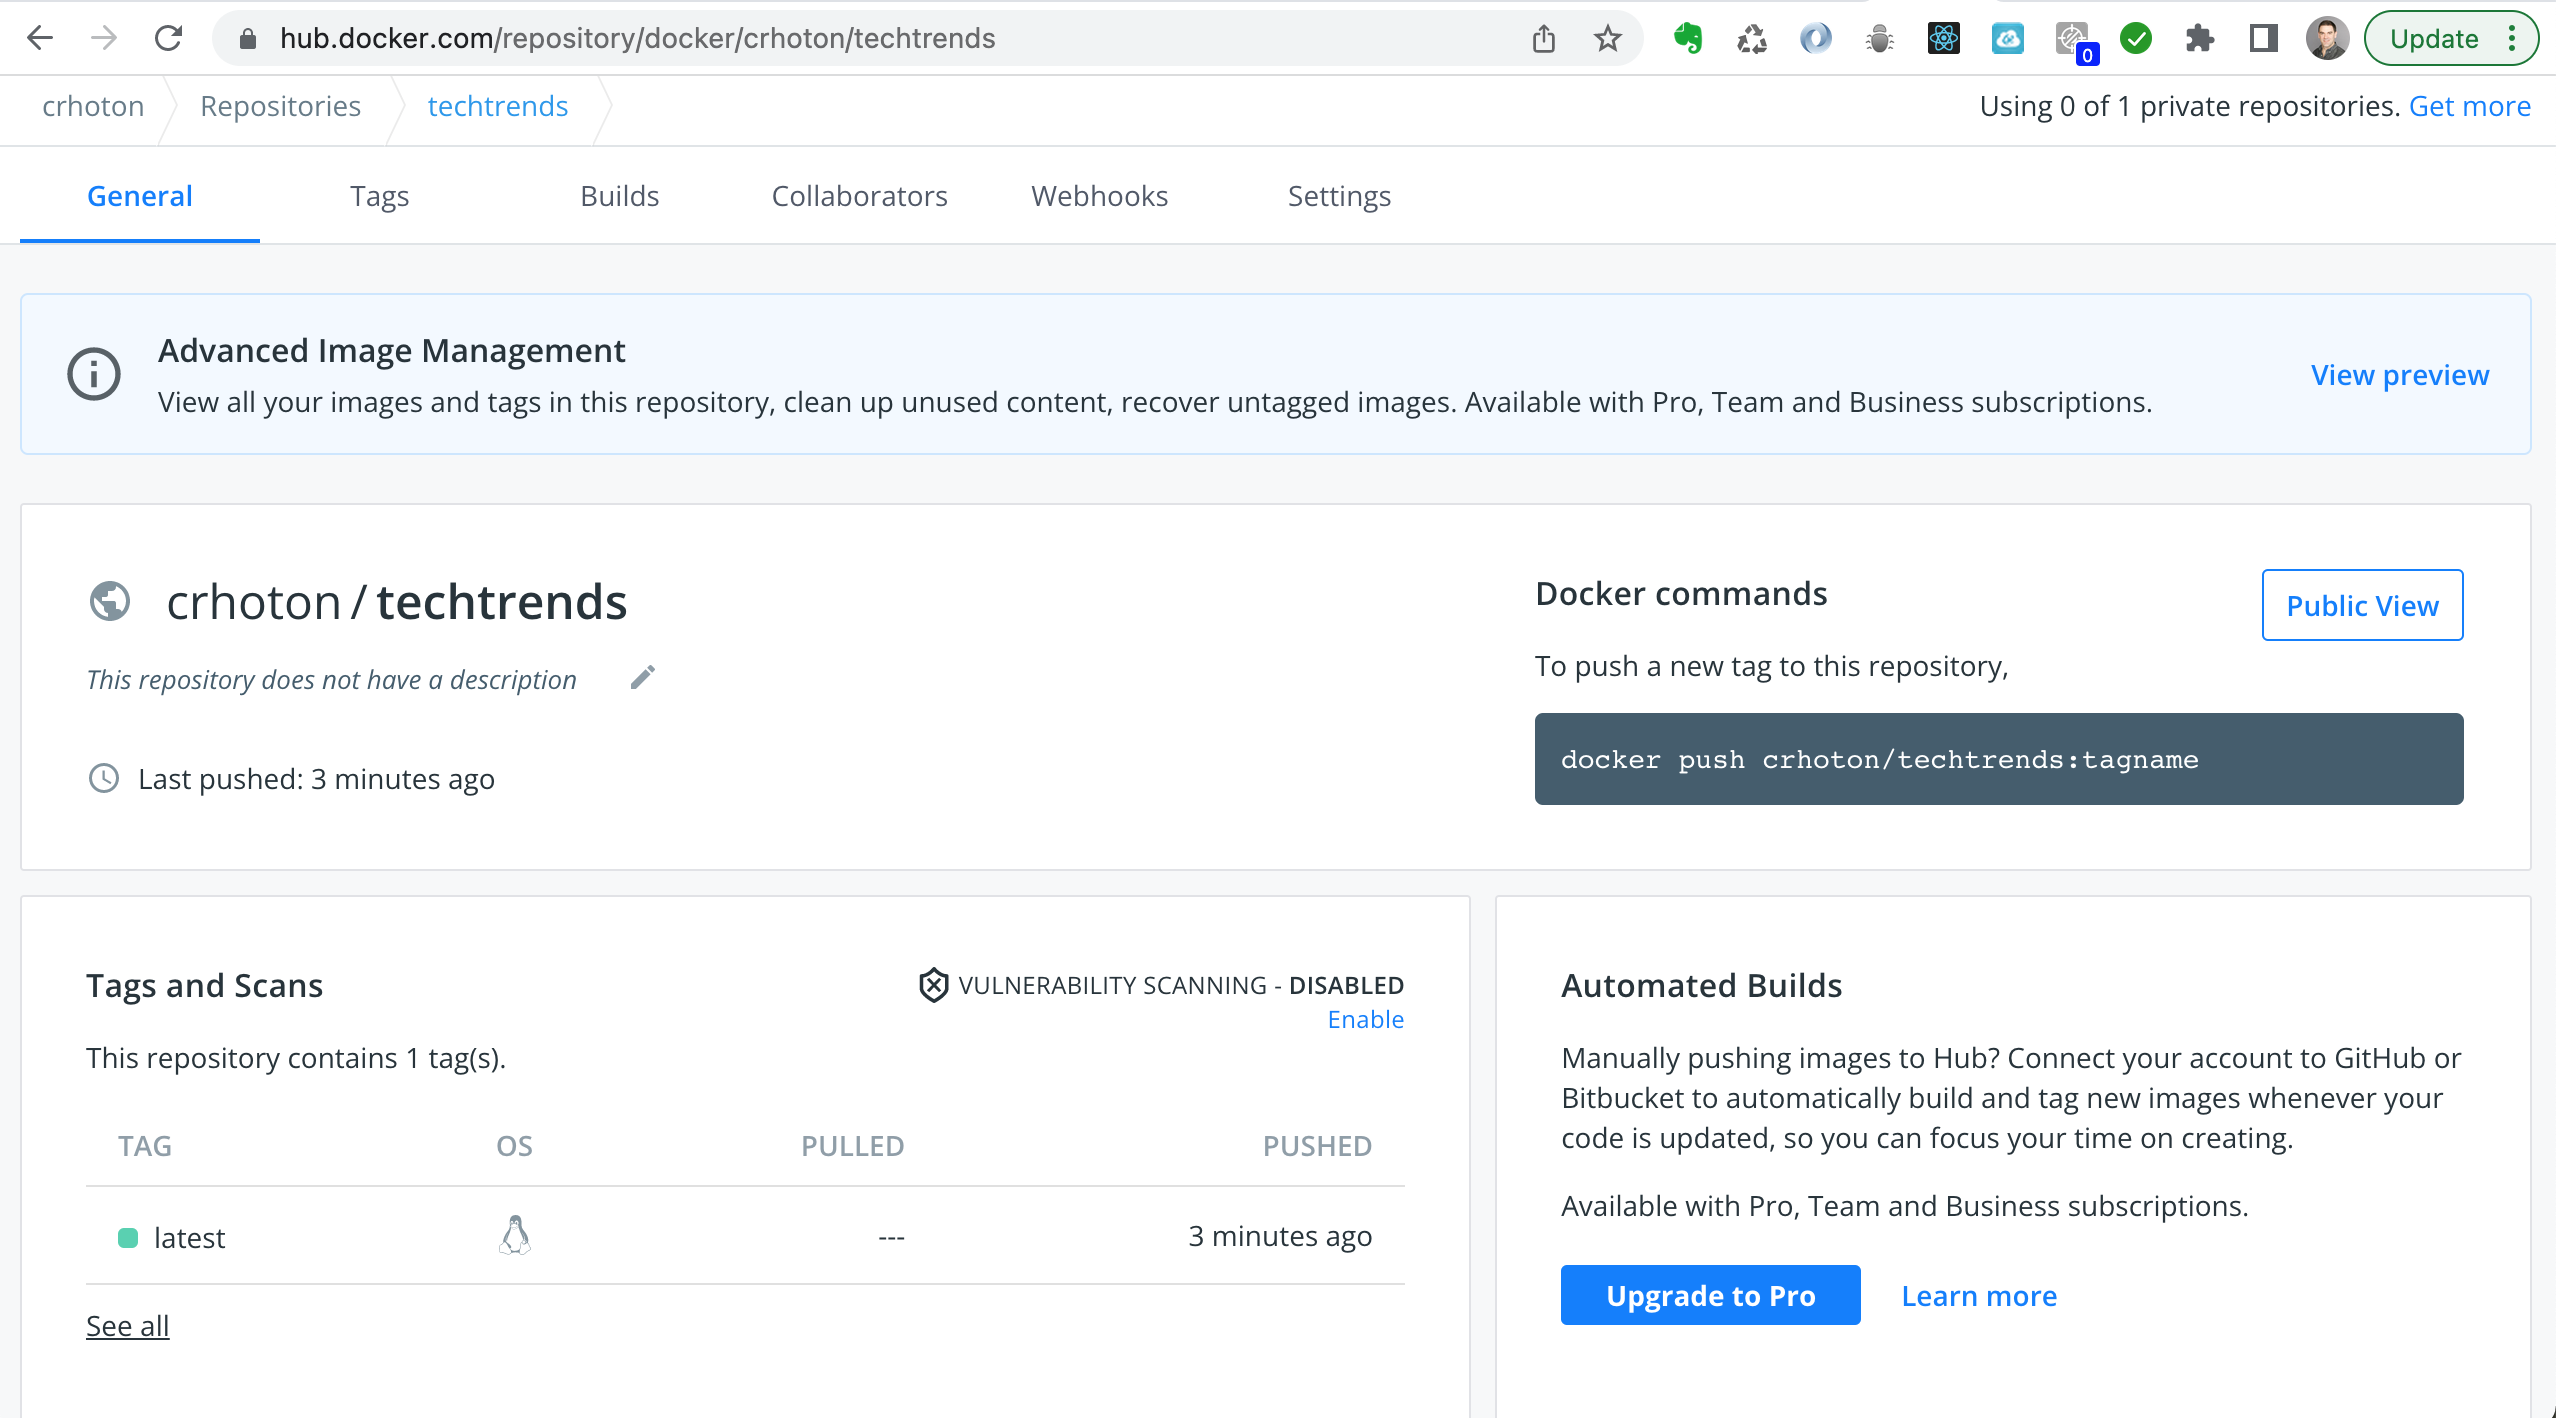 hub.docker.com/repository/docker/crhoton/techtrends
0
Update
crhoton
Repositories
techtrends
Using 0 of 1 private repositories. Get more
General
Tags
Builds
Collaborators
Webhooks
Settings
Advanced Image Management
View all your images and tags in this repository, clean up unused content, recover untagged images. Available with Pro, Team and Business subscriptions.
View preview
crhoton / techtrends
This repository does not have a description
Last pushed: 3 minutes ago
Docker commands
Public View
To push a new tag to this repository,
docker push crhoton/techtrends:tagname
Tags and Scans
VULNERABILITY SCANNING - DISABLED
Enable
This repository contains 1 tag(s).
TAG OS PULLED PUSHED
latest --- 3 minutes ago
See all
Automated Builds
Manually pushing images to Hub? Connect your account to GitHub or
Bitbucket to automatically build and tag new images whenever your
code is updated, so you can focus your time on creating.
Available with Pro, Team and Business subscriptions.
Upgrade to Pro
Learn more